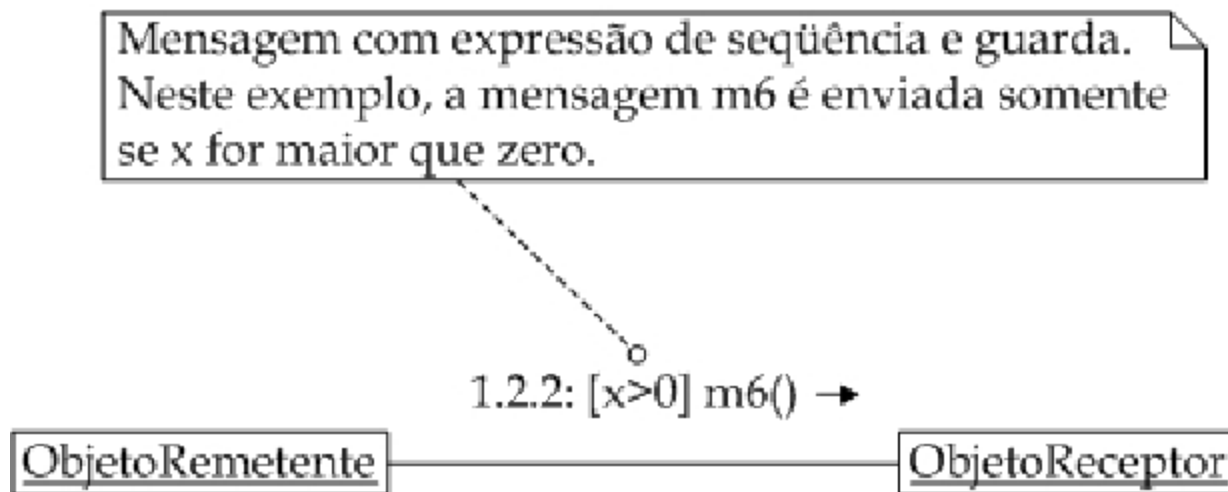 Mensagem com expressão de seqüência e guarda.
Neste exemplo, a mensagem m6 é enviada somente
se x for maior que zero.
1.2.2: [x>0] m6()
ObjetoRemetente
ObjetoReceptor